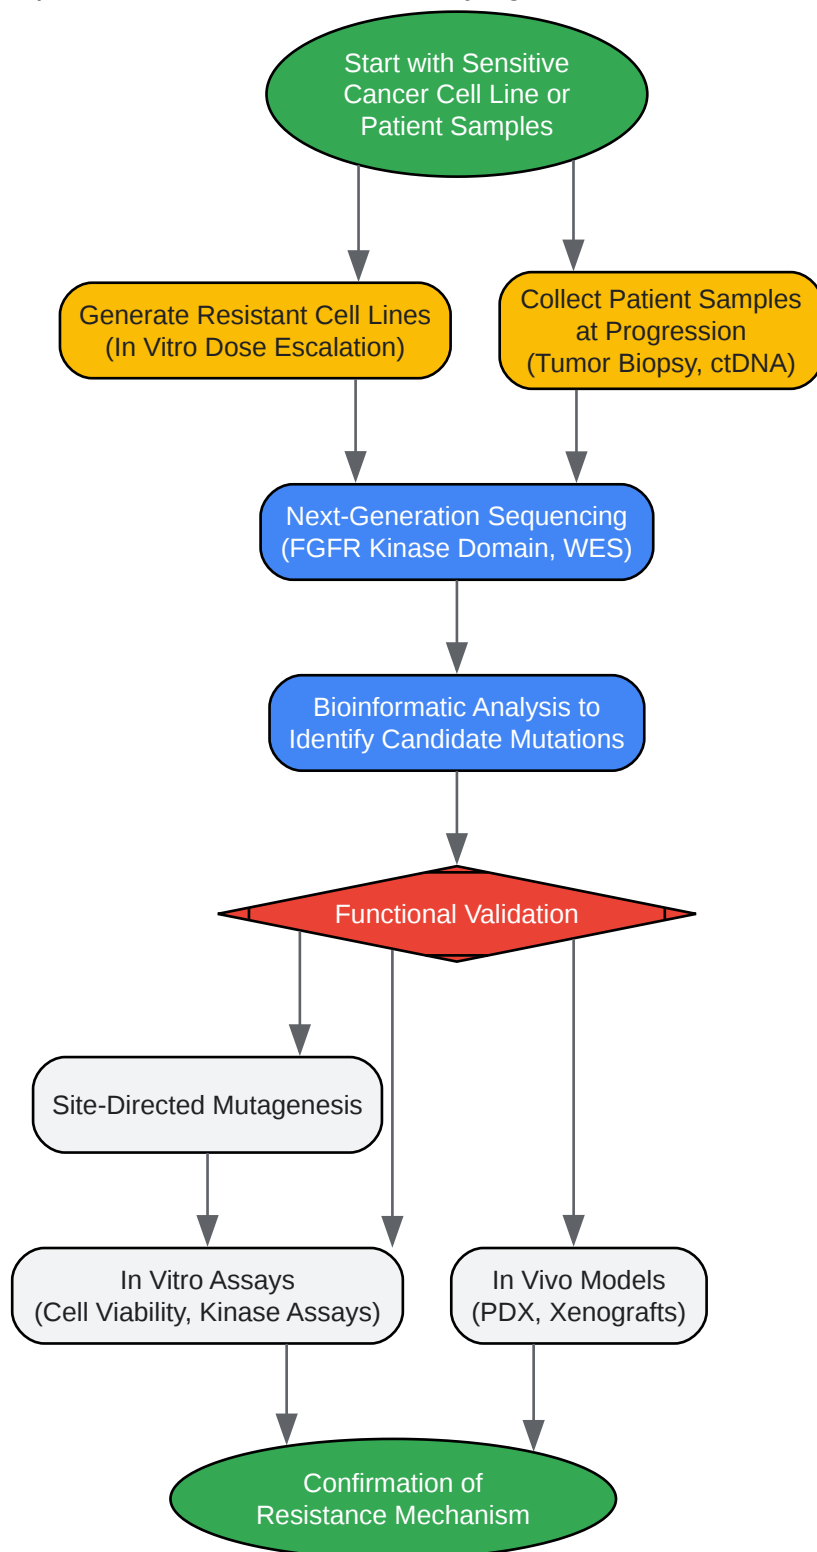 Start with Sensitive
Cancer Cell Line or
Patient Samples
Generate Resistant Cell Lines
(In Vitro Dose Escalation)
Collect Patient Samples
at Progression
(Tumor Biopsy, ctDNA)
Next-Generation Sequencing
(FGFR Kinase Domain, WES)
Bioinformatic Analysis to
Identify Candidate Mutations
Functional Validation
Site-Directed Mutagenesis
In Vitro Assays
(Cell Viability, Kinase Assays)
In Vivo Models
(PDX, Xenografts)
Confirmation of
Resistance Mechanism